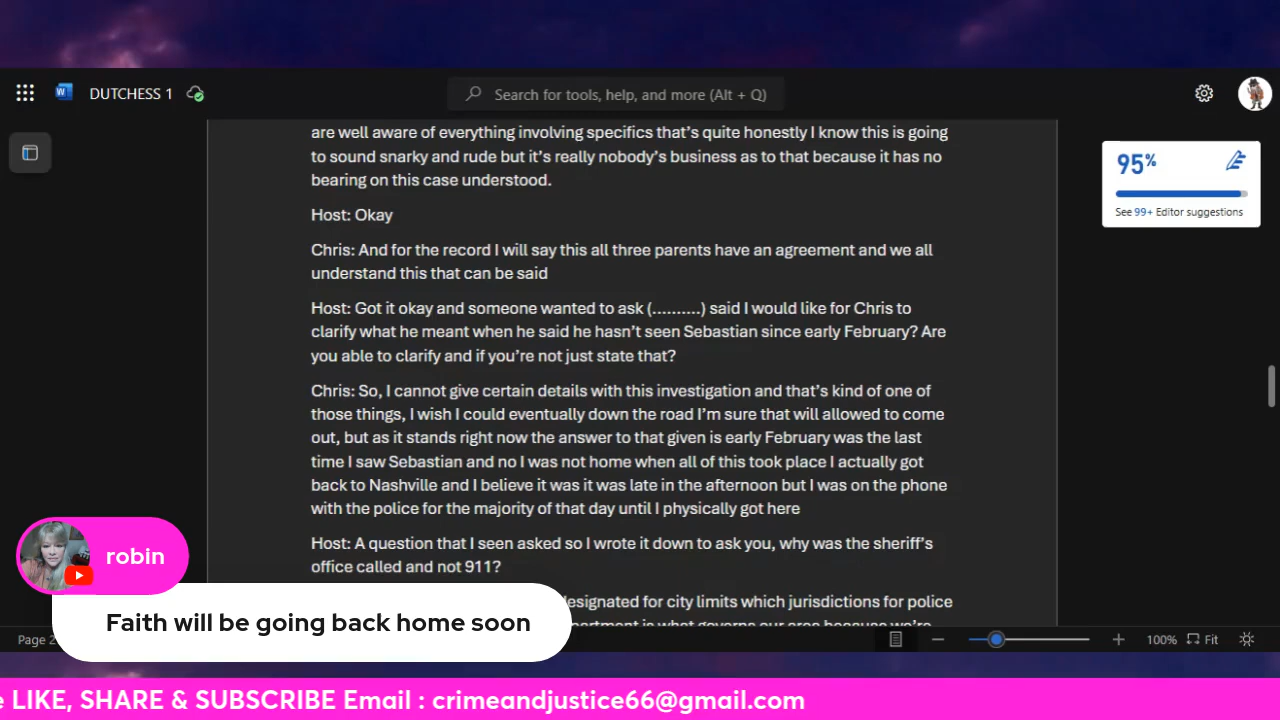 DUTCHESS 1
Search for tools, help, and more (Alt + Q)
are well aware of everything involving specifics that's quite honestly I know this is going
to sound snarky and rude but it's really nobody's business as to that because it has no
bearing on this case understood.
95%
See 99+ Editor suggestions
Host: Okay
Chris: And for the record I will say this all three parents have an agreement and we all
understand this that can be said
Host: Got it okay and someone wanted to ask (..........) said I would like for Chris to
clarify what he meant when he said he hasn't seen Sebastian since early February? Are
you able to clarify and if you're not just state that?
Chris: So, I cannot give certain details with this investigation and that's kind of one of
those things, I wish I could eventually down the road I'm sure that will allowed to come
out, but as it stands right now the answer to that given is early February was the last
time I saw Sebastian and no I was not home when all of this took place I actually got
back to Nashville and I believe it was it was late in the afternoon but I was on the phone
with the police for the majority of that day until I physically got here
Host: A question that I seen asked so I wrote it down to ask you, why was the sheriff's
office called and not 911?
designated for city limits which jurisdictions for police
is what governs our area because we're
robin
Faith will be going back home soon
Page 2
100%
Fit
e LIKE, SHARE & SUBSCRIBE Email : crimeandjustice66@gmail.com